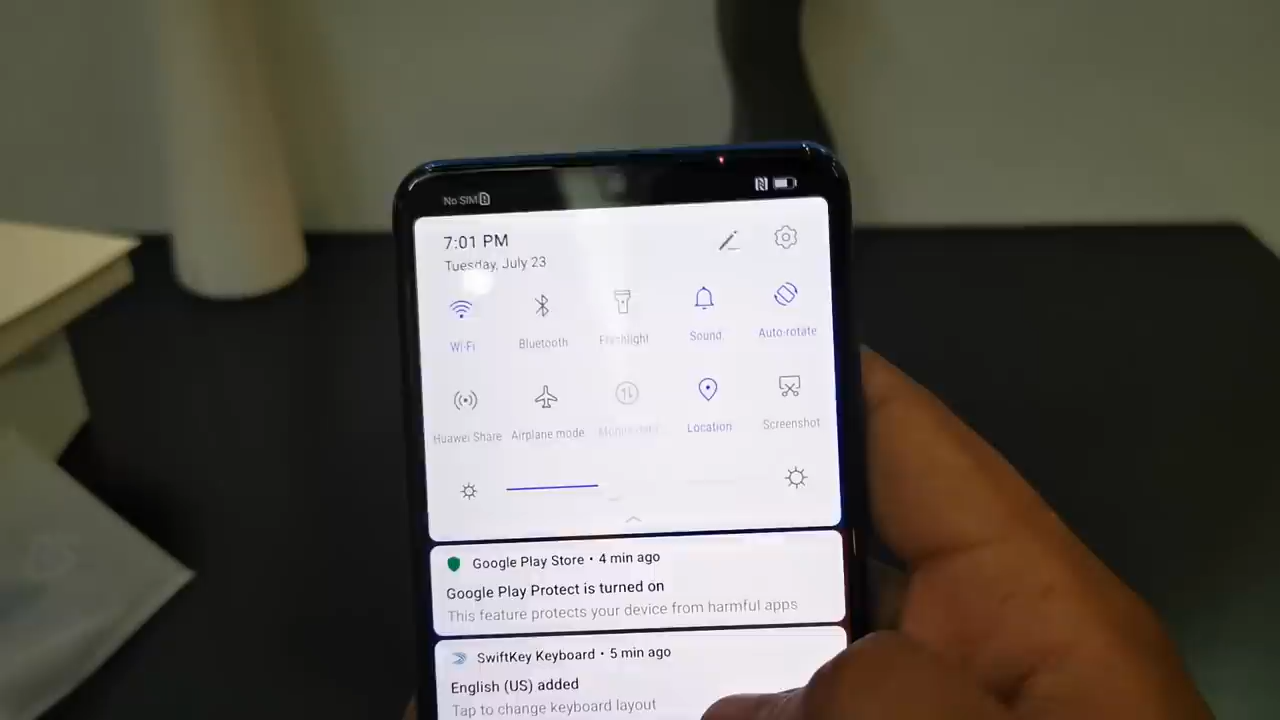 No SIM
7:01 PM
Tuesday, July 23
Wi-Fi Bluetooth Flashlight Sound Auto-rotate
Huawei Share Airplane mode Mobile data Location Screenshot
Google Play Store • 4 min ago
Google Play Protect is turned on
This feature protects your device from harmful apps
SwiftKey Keyboard • 5 min ago
English (US) added
Tap to change keyboard layout